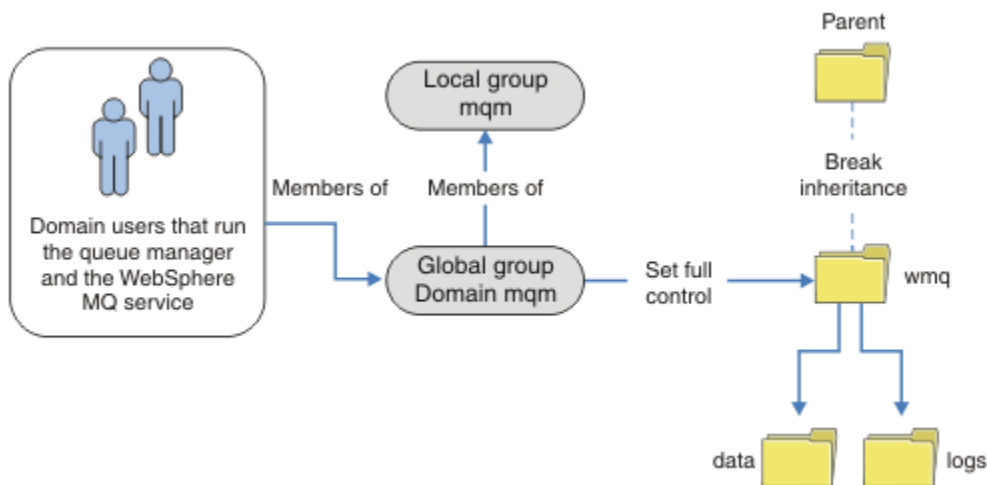 Parent
Local group
mqm
Break
inheritance
Members of
Members of
Domain users that run
the queue manager
and the WebSphere
MQ service
Global group
Domain mqm
Set full
control
wmq
data
logs